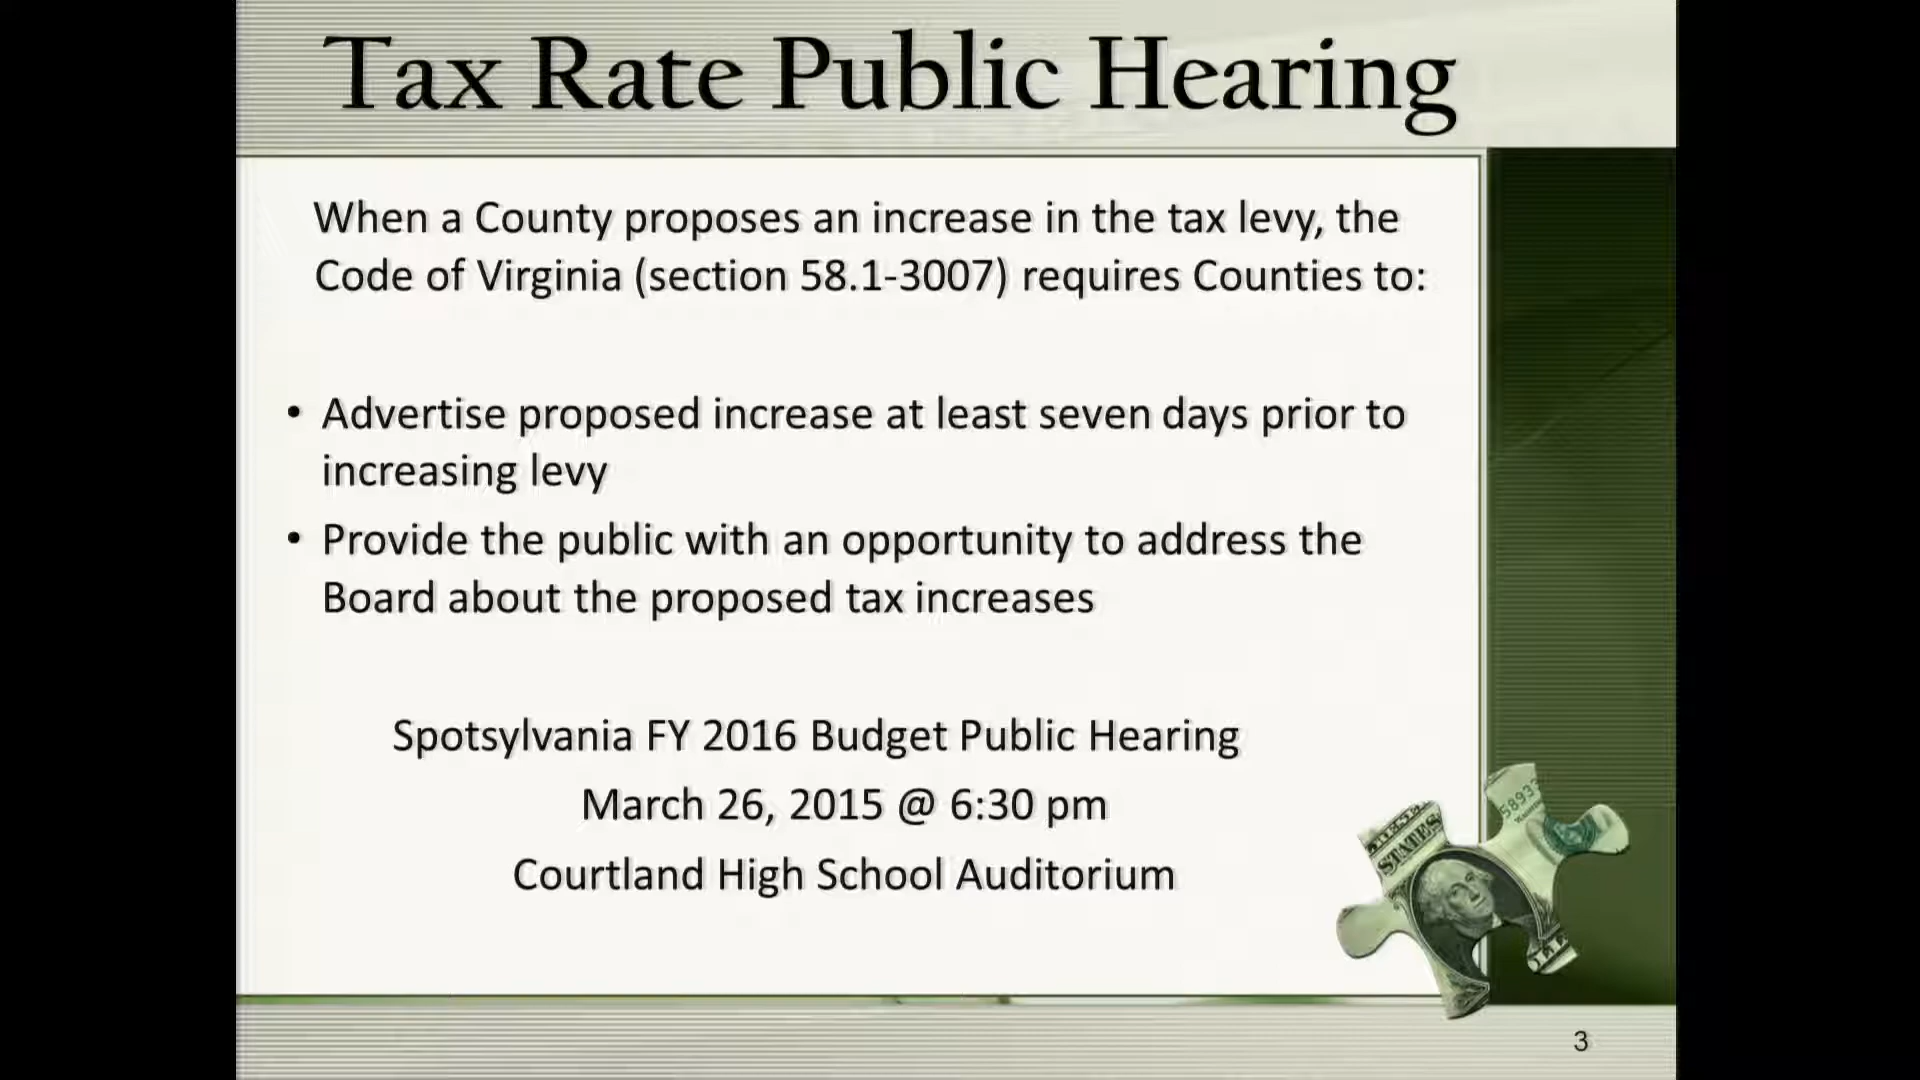 Tax Rate Public Hearing
When a County proposes an increase in the tax levy, the
Code of Virginia (section 58.1-3007) requires Counties to:
• Advertise proposed increase at least seven days prior to
increasing levy
• Provide the public with an opportunity to address the
Board about the proposed tax increases
Spotsylvania FY 2016 Budget Public Hearing
March 26, 2015 @ 6:30 pm
Courtland High School Auditorium
STATES
3